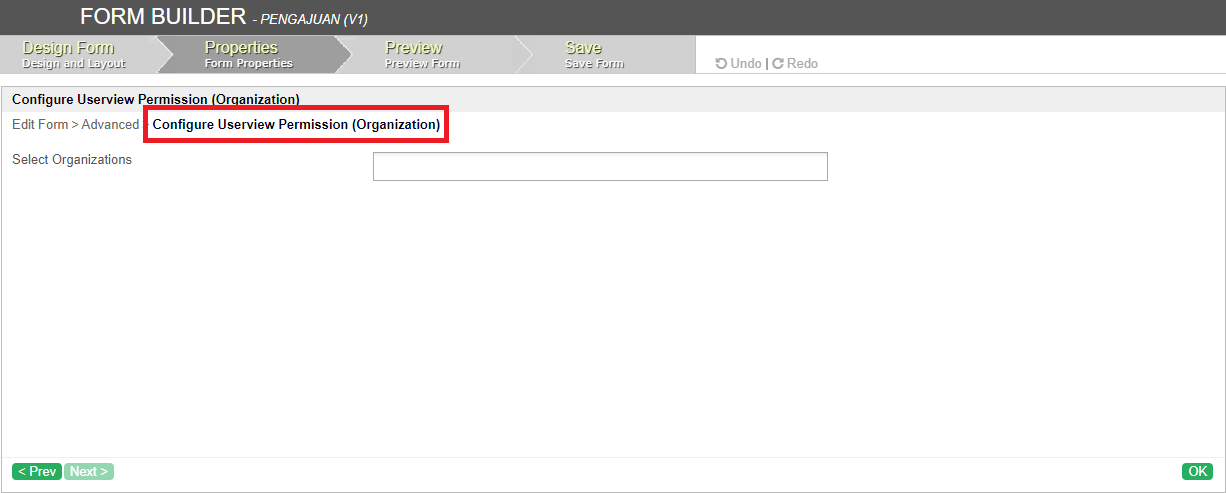 FORM BUILDER - PENGAJUAN (V1)
Design Form
Design and Layout
Properties
Form Properties
Preview
Preview Form
Save
Save Form
Undo | Redo
Configure Userview Permission (Organization)
Edit Form > Advanced > Configure Userview Permission (Organization)
Select Organizations
< Prev Next > OK